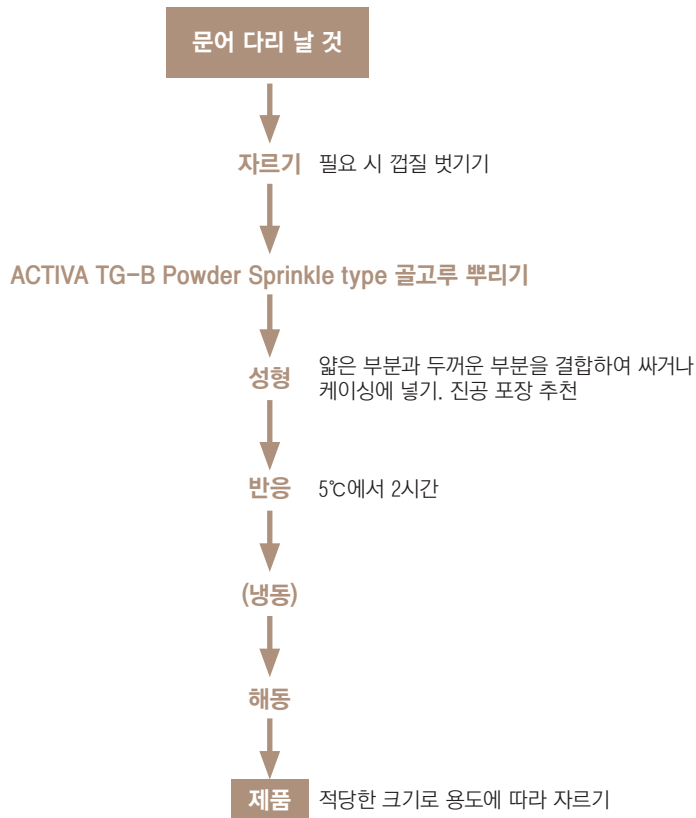 문어 다리 날 것
자르기 필요 시 껍질 벗기기
ACTIVA TG-B Powder Sprinkle type 골고루 뿌리기
성형 얇은 부분과 두꺼운 부분을 결합하여 싸거나
케이싱에 넣기. 진공 포장 추천
반응 5℃에서 2시간
(냉동)
해동
제품 적당한 크기로 용도에 따라 자르기